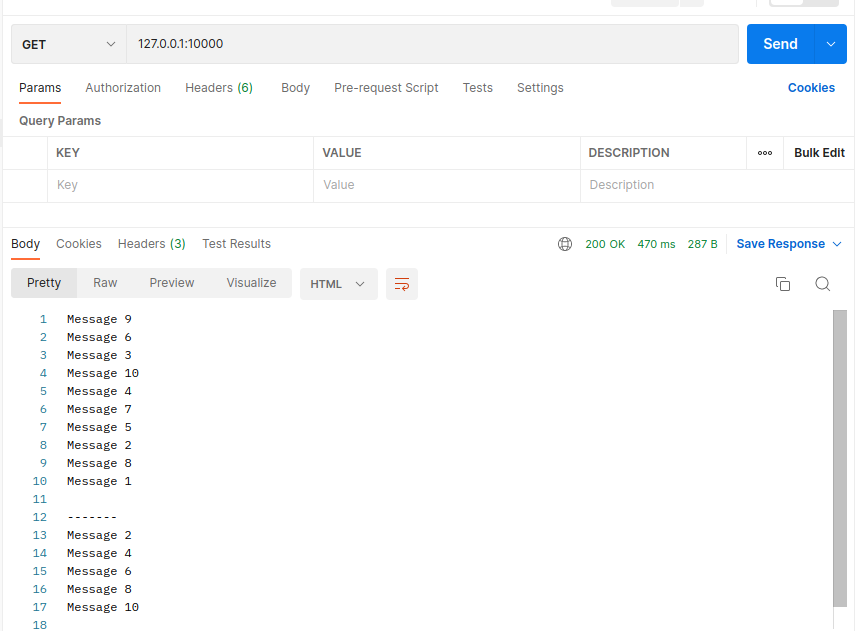 GET 127.0.0.1:10000 Send
Params Authorization Headers (6) Body Pre-request Script Tests Settings Cookies
Query Params
KEY VALUE DESCRIPTION Bulk Edit
Key Value Description
Body Cookies Headers (3) Test Results 200 OK 470 ms 287 B Save Response
Pretty Raw Preview Visualize HTML
1 Message 9
2 Message 6
3 Message 3
4 Message 10
5 Message 4
6 Message 7
7 Message 5
8 Message 2
9 Message 8
10 Message 1
11
12 -------
13 Message 2
14 Message 4
15 Message 6
16 Message 8
17 Message 10
18